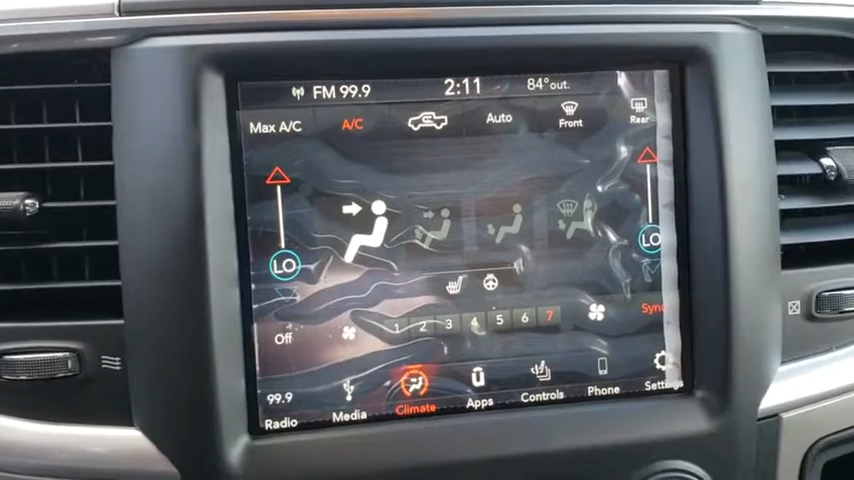 FM 99.9 2:11 84° out.
Max A/C A/C Auto Front Rear
LO LO
1 2 3 4 5 6 7
Off Sync
99.9
Radio Media Climate Apps Controls Phone Settings